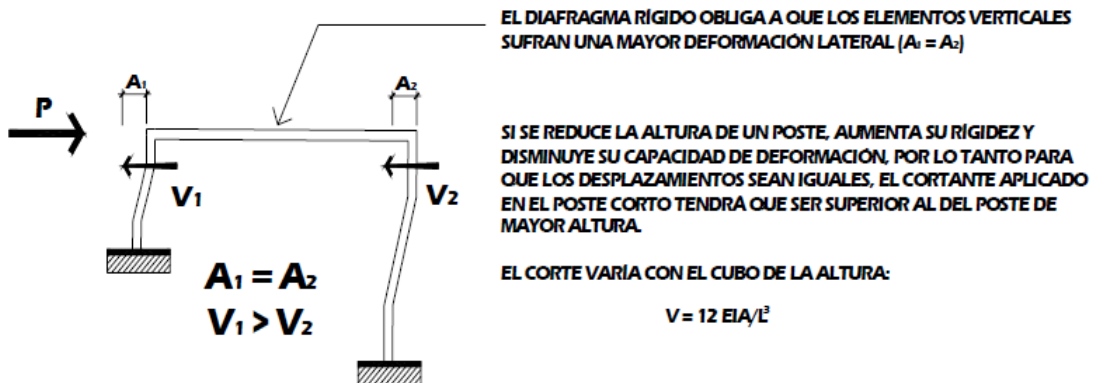 EL DIAFRAGMA RÍGIDO OBLIGA A QUE LOS ELEMENTOS VERTICALES
SUFRAN UNA MAYOR DEFORMACIÓN LATERAL (A₁ = A₂)
A₁
A₂
P
SI SE REDUCE LA ALTURA DE UN POSTE, AUMENTA SU RÍGIDEZ Y
DISMINUYE SU CAPACIDAD DE DEFORMACIÓN, POR LO TANTO PARA
QUE LOS DESPLAZAMIENTOS SEAN IGUALES, EL CORTANTE APLICADO
EN EL POSTE CORTO TENDRA QUE SER SUPERIOR AL DEL POSTE DE
MAYOR ALTURA.
V₁
V₂
A₁ = A₂
V₁ > V₂
EL CORTE VARÍA CON EL CUBO DE LA ALTURA:
V = 12 EIA/L³